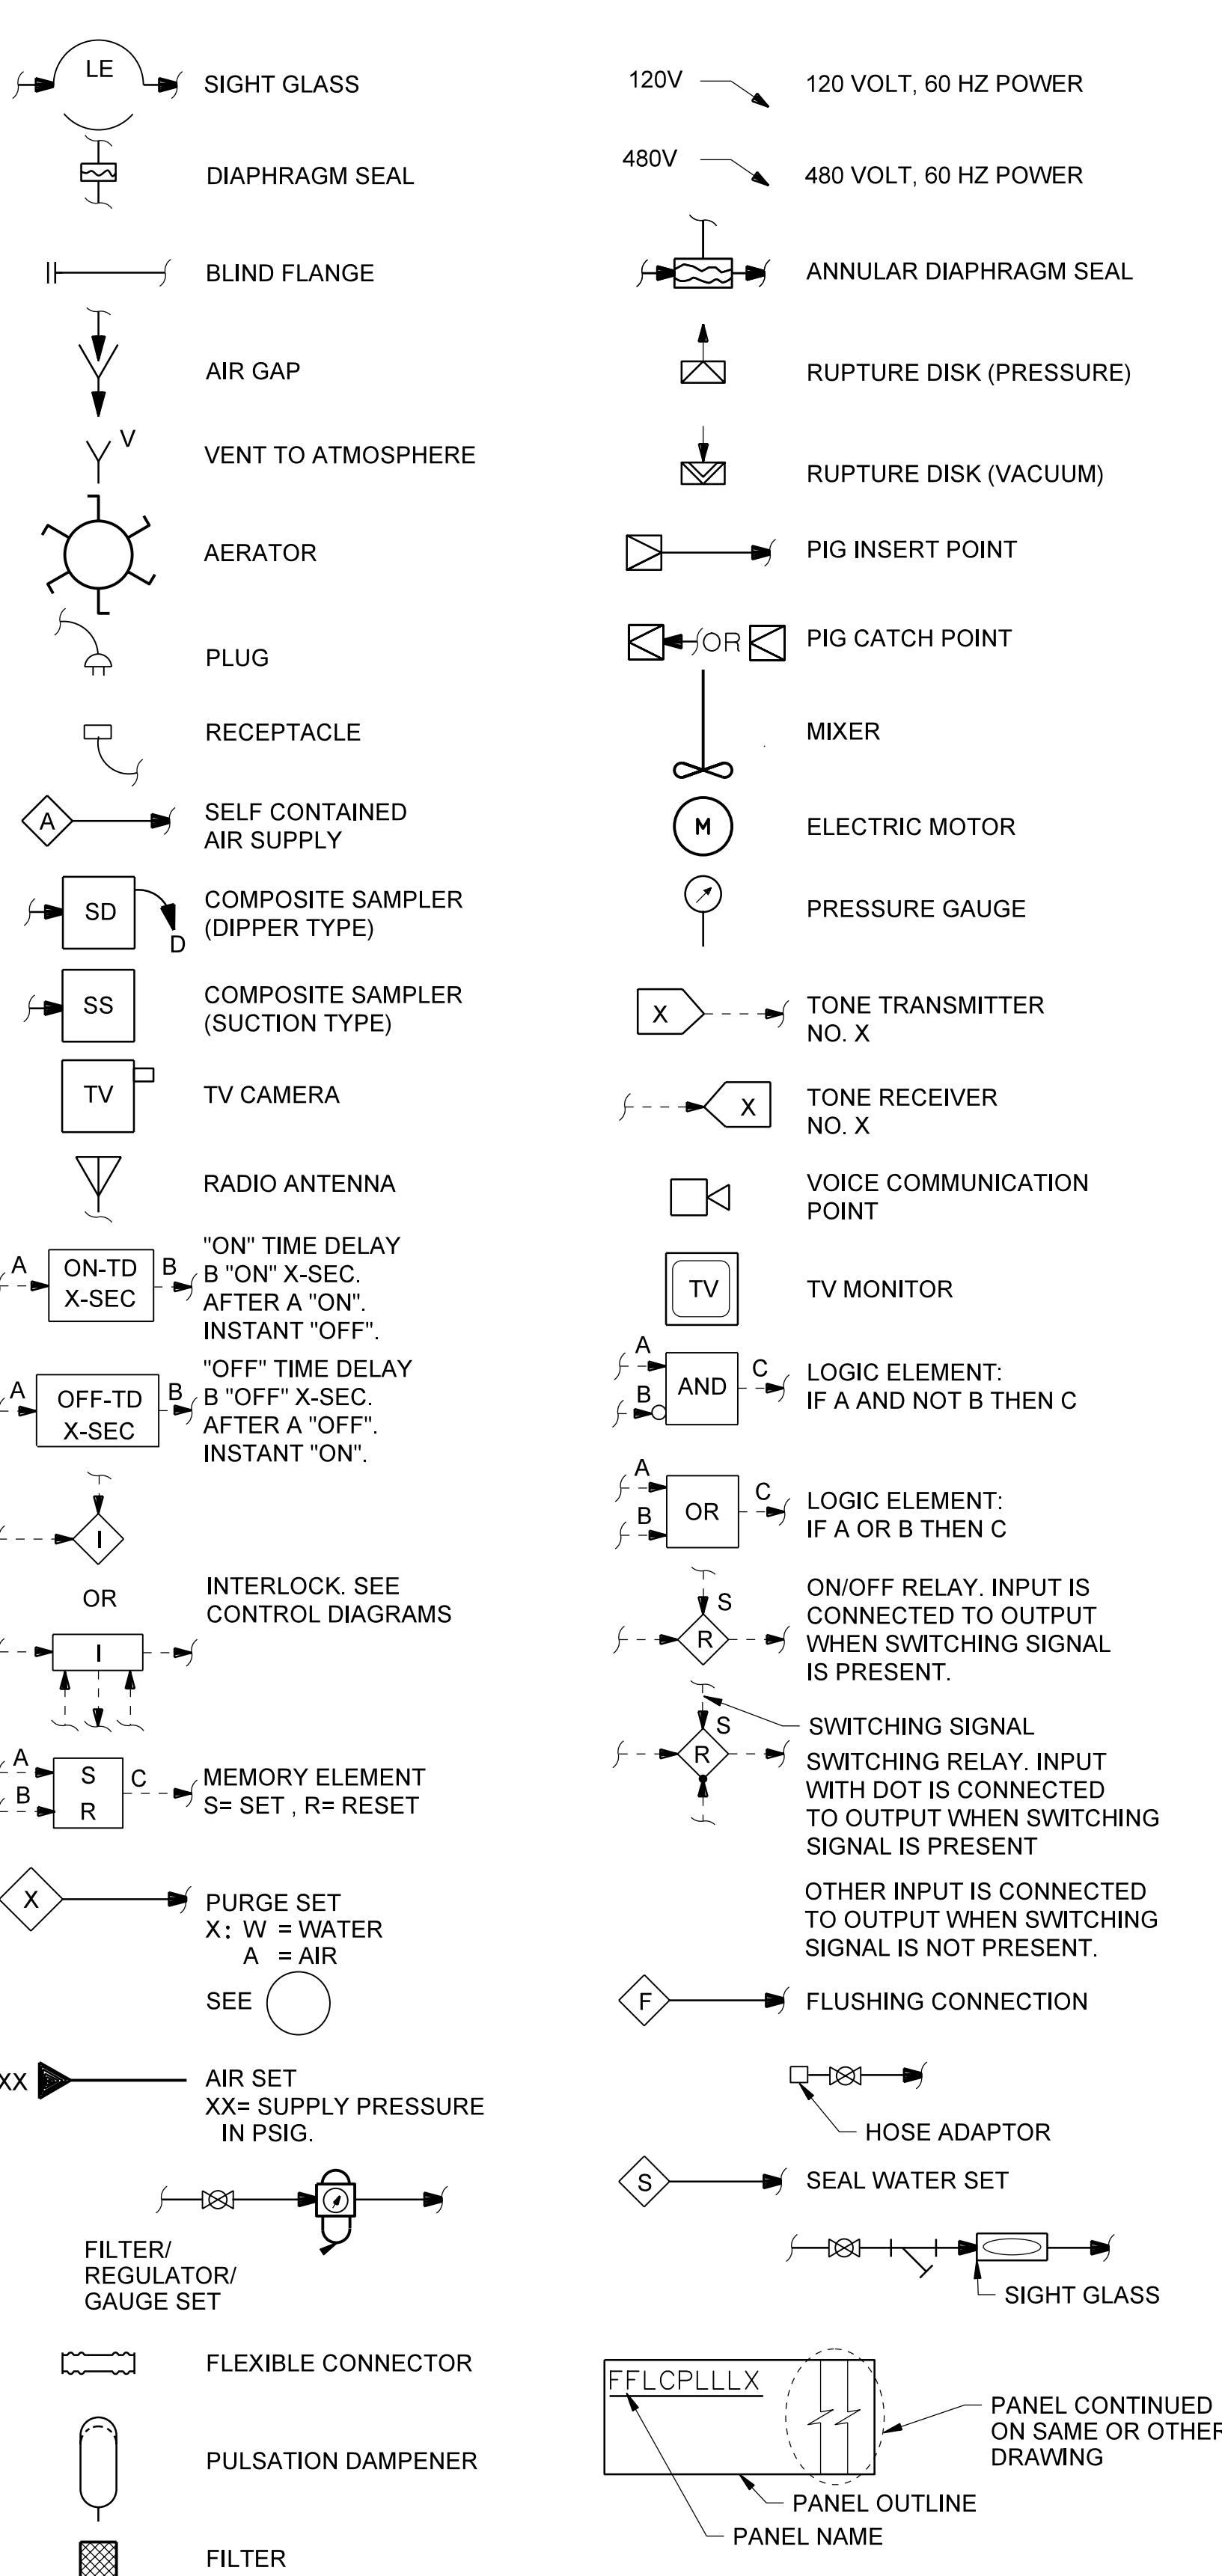 LE
SIGHT GLASS
DIAPHRAGM SEAL
BLIND FLANGE
AIR GAP
V
VENT TO ATMOSPHERE
AERATOR
PLUG
RECEPTACLE
A
SELF CONTAINED
AIR SUPPLY
SD
D
COMPOSITE SAMPLER
(DIPPER TYPE)
SS
COMPOSITE SAMPLER
(SUCTION TYPE)
TV
TV CAMERA
RADIO ANTENNA
A
ON-TD
X-SEC
B
"ON" TIME DELAY
B "ON" X-SEC.
AFTER A "ON".
INSTANT "OFF".
A
OFF-TD
X-SEC
B
"OFF" TIME DELAY
B "OFF" X-SEC.
AFTER A "OFF".
INSTANT "ON".
I
OR
I
INTERLOCK. SEE
CONTROL DIAGRAMS
A
B
S
R
C
MEMORY ELEMENT
S= SET , R= RESET
X
PURGE SET
X: W = WATER
A = AIR
SEE
XX
AIR SET
XX= SUPPLY PRESSURE
IN PSIG.
FILTER/
REGULATOR/
GAUGE SET
FLEXIBLE CONNECTOR
PULSATION DAMPENER
FILTER
120V
120 VOLT, 60 HZ POWER
480V
480 VOLT, 60 HZ POWER
ANNULAR DIAPHRAGM SEAL
RUPTURE DISK (PRESSURE)
RUPTURE DISK (VACUUM)
PIG INSERT POINT
OR
PIG CATCH POINT
MIXER
M
ELECTRIC MOTOR
PRESSURE GAUGE
X
TONE TRANSMITTER
NO. X
X
TONE RECEIVER
NO. X
VOICE COMMUNICATION
POINT
TV
TV MONITOR
A
B
AND
C
LOGIC ELEMENT:
IF A AND NOT B THEN C
A
B
OR
C
LOGIC ELEMENT:
IF A OR B THEN C
S
R
ON/OFF RELAY. INPUT IS
CONNECTED TO OUTPUT
WHEN SWITCHING SIGNAL
IS PRESENT.
S
R
SWITCHING SIGNAL
SWITCHING RELAY. INPUT
WITH DOT IS CONNECTED
TO OUTPUT WHEN SWITCHING
SIGNAL IS PRESENT
OTHER INPUT IS CONNECTED
TO OUTPUT WHEN SWITCHING
SIGNAL IS NOT PRESENT.
F
FLUSHING CONNECTION
HOSE ADAPTOR
S
SEAL WATER SET
SIGHT GLASS
FFLCPLLLX
PANEL CONTINUED
ON SAME OR OTHER
DRAWING
PANEL OUTLINE
PANEL NAME